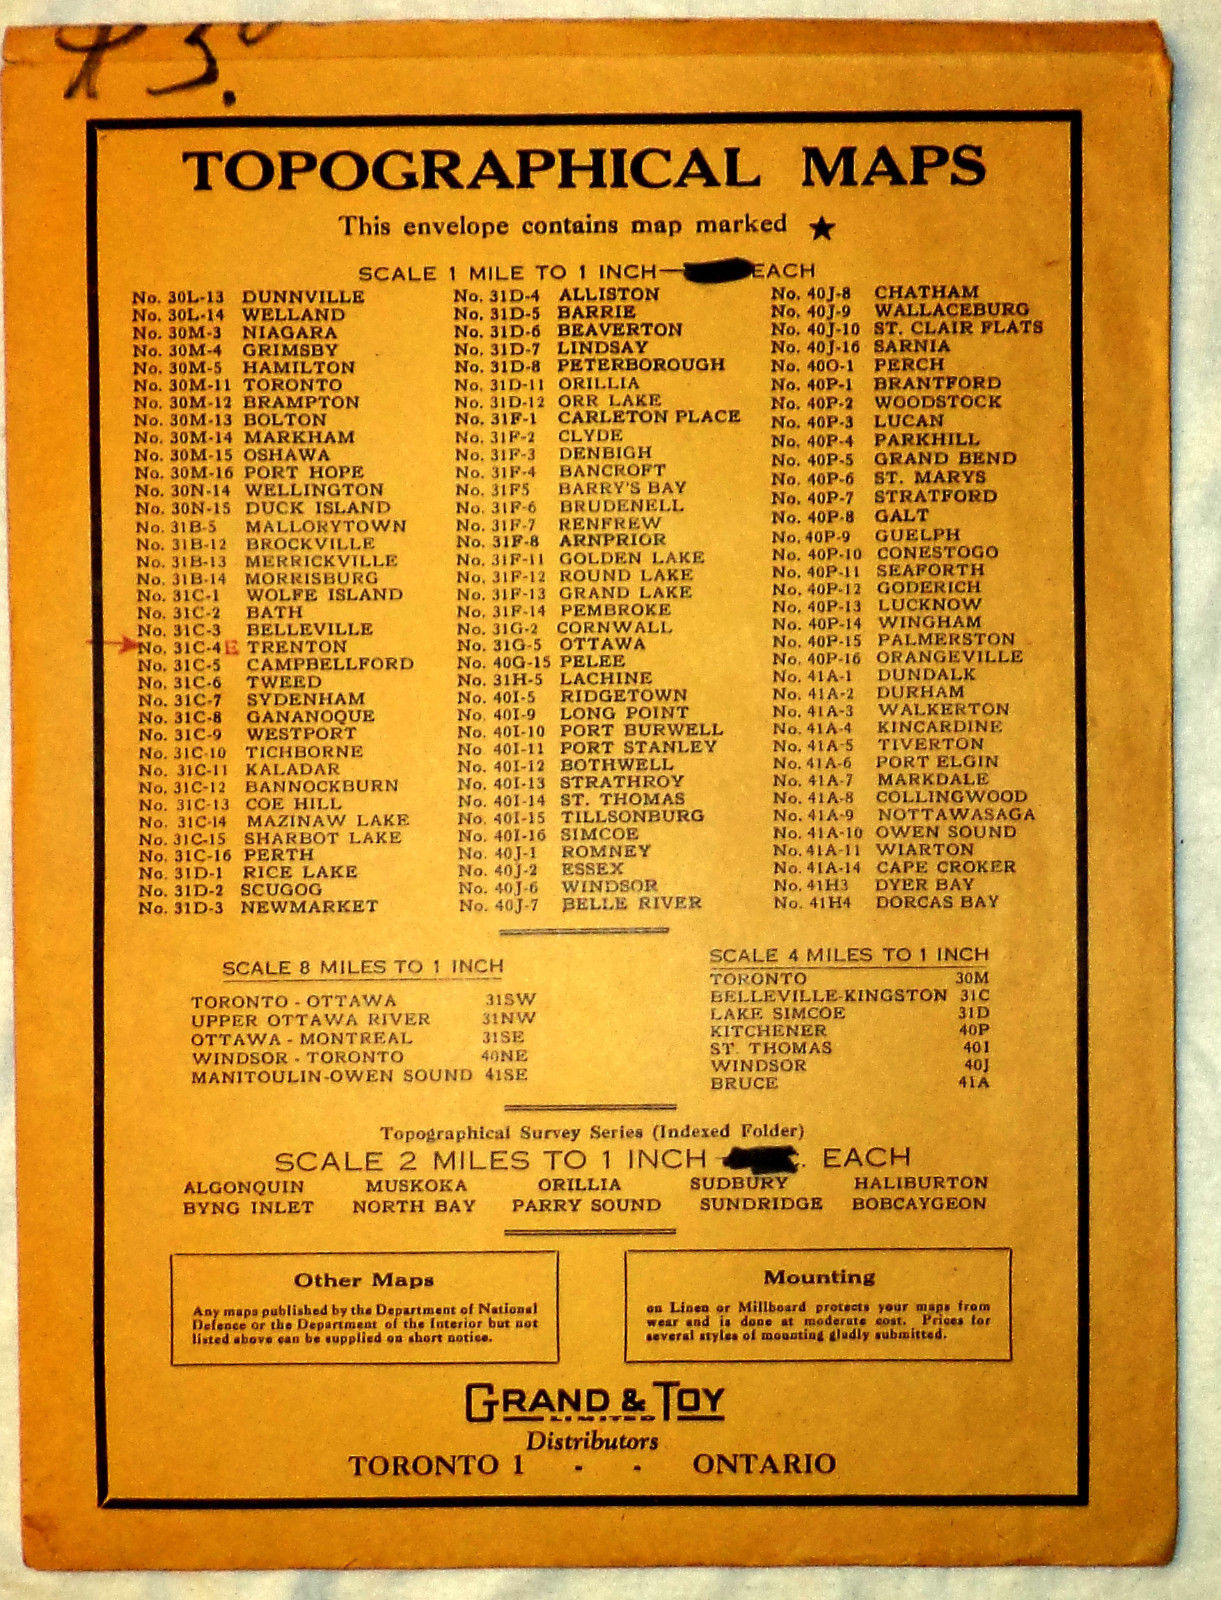 $3.0
TOPOGRAPHICAL MAPS
This envelope contains map marked ★
SCALE 1 MILE TO 1 INCH— EACH
No. 30L-13 DUNNVILLE
No. 30L-14 WELLAND
No. 30M-3 NIAGARA
No. 30M-4 GRIMSBY
No. 30M-5 HAMILTON
No. 30M-11 TORONTO
No. 30M-12 BRAMPTON
No. 30M-13 BOLTON
No. 30M-14 MARKHAM
No. 30M-15 OSHAWA
No. 30M-16 PORT HOPE
No. 30N-14 WELLINGTON
No. 30N-15 DUCK ISLAND
No. 31B-5 MALLORYTOWN
No. 31B-12 BROCKVILLE
No. 31B-13 MERRICKVILLE
No. 31B-14 MORRISBURG
No. 31C-1 WOLFE ISLAND
No. 31C-2 BATH
No. 31C-3 BELLEVILLE
No. 31C-4 E TRENTON
No. 31C-5 CAMPBELLFORD
No. 31C-6 TWEED
No. 31C-7 SYDENHAM
No. 31C-8 GANANOQUE
No. 31C-9 WESTPORT
No. 31C-10 TICHBORNE
No. 31C-11 KALADAR
No. 31C-12 BANNOCKBURN
No. 31C-13 COE HILL
No. 31C-14 MAZINAW LAKE
No. 31C-15 SHARBOT LAKE
No. 31C-16 PERTH
No. 31D-1 RICE LAKE
No. 31D-2 SCUGOG
No. 31D-3 NEWMARKET
No. 31D-4 ALLISTON
No. 31D-5 BARRIE
No. 31D-6 BEAVERTON
No. 31D-7 LINDSAY
No. 31D-8 PETERBOROUGH
No. 31D-11 ORILLIA
No. 31D-12 ORR LAKE
No. 31F-1 CARLETON PLACE
No. 31F-2 CLYDE
No. 31F-3 DENBIGH
No. 31F-4 BANCROFT
No. 31F5 BARRY'S BAY
No. 31F-6 BRUDENELL
No. 31F-7 RENFREW
No. 31F-8 ARNPRIOR
No. 31F-11 GOLDEN LAKE
No. 31F-12 ROUND LAKE
No. 31F-13 GRAND LAKE
No. 31F-14 PEMBROKE
No. 31G-2 CORNWALL
No. 31G-5 OTTAWA
No. 40G-15 PELEE
No. 31H-5 LACHINE
No. 40I-5 RIDGETOWN
No. 40I-9 LONG POINT
No. 40I-10 PORT BURWELL
No. 40I-11 PORT STANLEY
No. 40I-12 BOTHWELL
No. 40I-13 STRATHROY
No. 40I-14 ST. THOMAS
No. 40I-15 TILLSONBURG
No. 40I-16 SIMCOE
No. 40J-1 ROMNEY
No. 40J-2 ESSEX
No. 40J-6 WINDSOR
No. 40J-7 BELLE RIVER
No. 40J-8 CHATHAM
No. 40J-9 WALLACEBURG
No. 40J-10 ST. CLAIR FLATS
No. 40J-16 SARNIA
No. 40O-1 PERCH
No. 40P-1 BRANTFORD
No. 40P-2 WOODSTOCK
No. 40P-3 LUCAN
No. 40P-4 PARKHILL
No. 40P-5 GRAND BEND
No. 40P-6 ST. MARYS
No. 40P-7 STRATFORD
No. 40P-8 GALT
No. 40P-9 GUELPH
No. 40P-10 CONESTOGO
No. 40P-11 SEAFORTH
No. 40P-12 GODERICH
No. 40P-13 LUCKNOW
No. 40P-14 WINGHAM
No. 40P-15 PALMERSTON
No. 40P-16 ORANGEVILLE
No. 41A-1 DUNDALK
No. 41A-2 DURHAM
No. 41A-3 WALKERTON
No. 41A-4 KINCARDINE
No. 41A-5 TIVERTON
No. 41A-6 PORT ELGIN
No. 41A-7 MARKDALE
No. 41A-8 COLLINGWOOD
No. 41A-9 NOTTAWASAGA
No. 41A-10 OWEN SOUND
No. 41A-11 WIARTON
No. 41A-14 CAPE CROKER
No. 41H3 DYER BAY
No. 41H4 DORCAS BAY
SCALE 8 MILES TO 1 INCH
TORONTO - OTTAWA 31SW
UPPER OTTAWA RIVER 31NW
OTTAWA - MONTREAL 31SE
WINDSOR - TORONTO 40NE
MANITOULIN-OWEN SOUND 41SE
SCALE 4 MILES TO 1 INCH
TORONTO 30M
BELLEVILLE-KINGSTON 31C
LAKE SIMCOE 31D
KITCHENER 40P
ST. THOMAS 40I
WINDSOR 40J
BRUCE 41A
Topographical Survey Series (Indexed Folder)
SCALE 2 MILES TO 1 INCH — EACH
ALGONQUIN MUSKOKA ORILLIA SUDBURY HALIBURTON
BYNG INLET NORTH BAY PARRY SOUND SUNDRIDGE BOBCAYGEON
Other Maps
Any maps published by the Department of National
Defence or the Department of the Interior but not
listed above can be supplied on short notice.
Mounting
on Linen or Millboard protects your maps from
wear and is done at moderate cost. Prices for
several styles of mounting gladly submitted.
GRAND & TOY
LIMITED
Distributors
TORONTO 1 - - ONTARIO